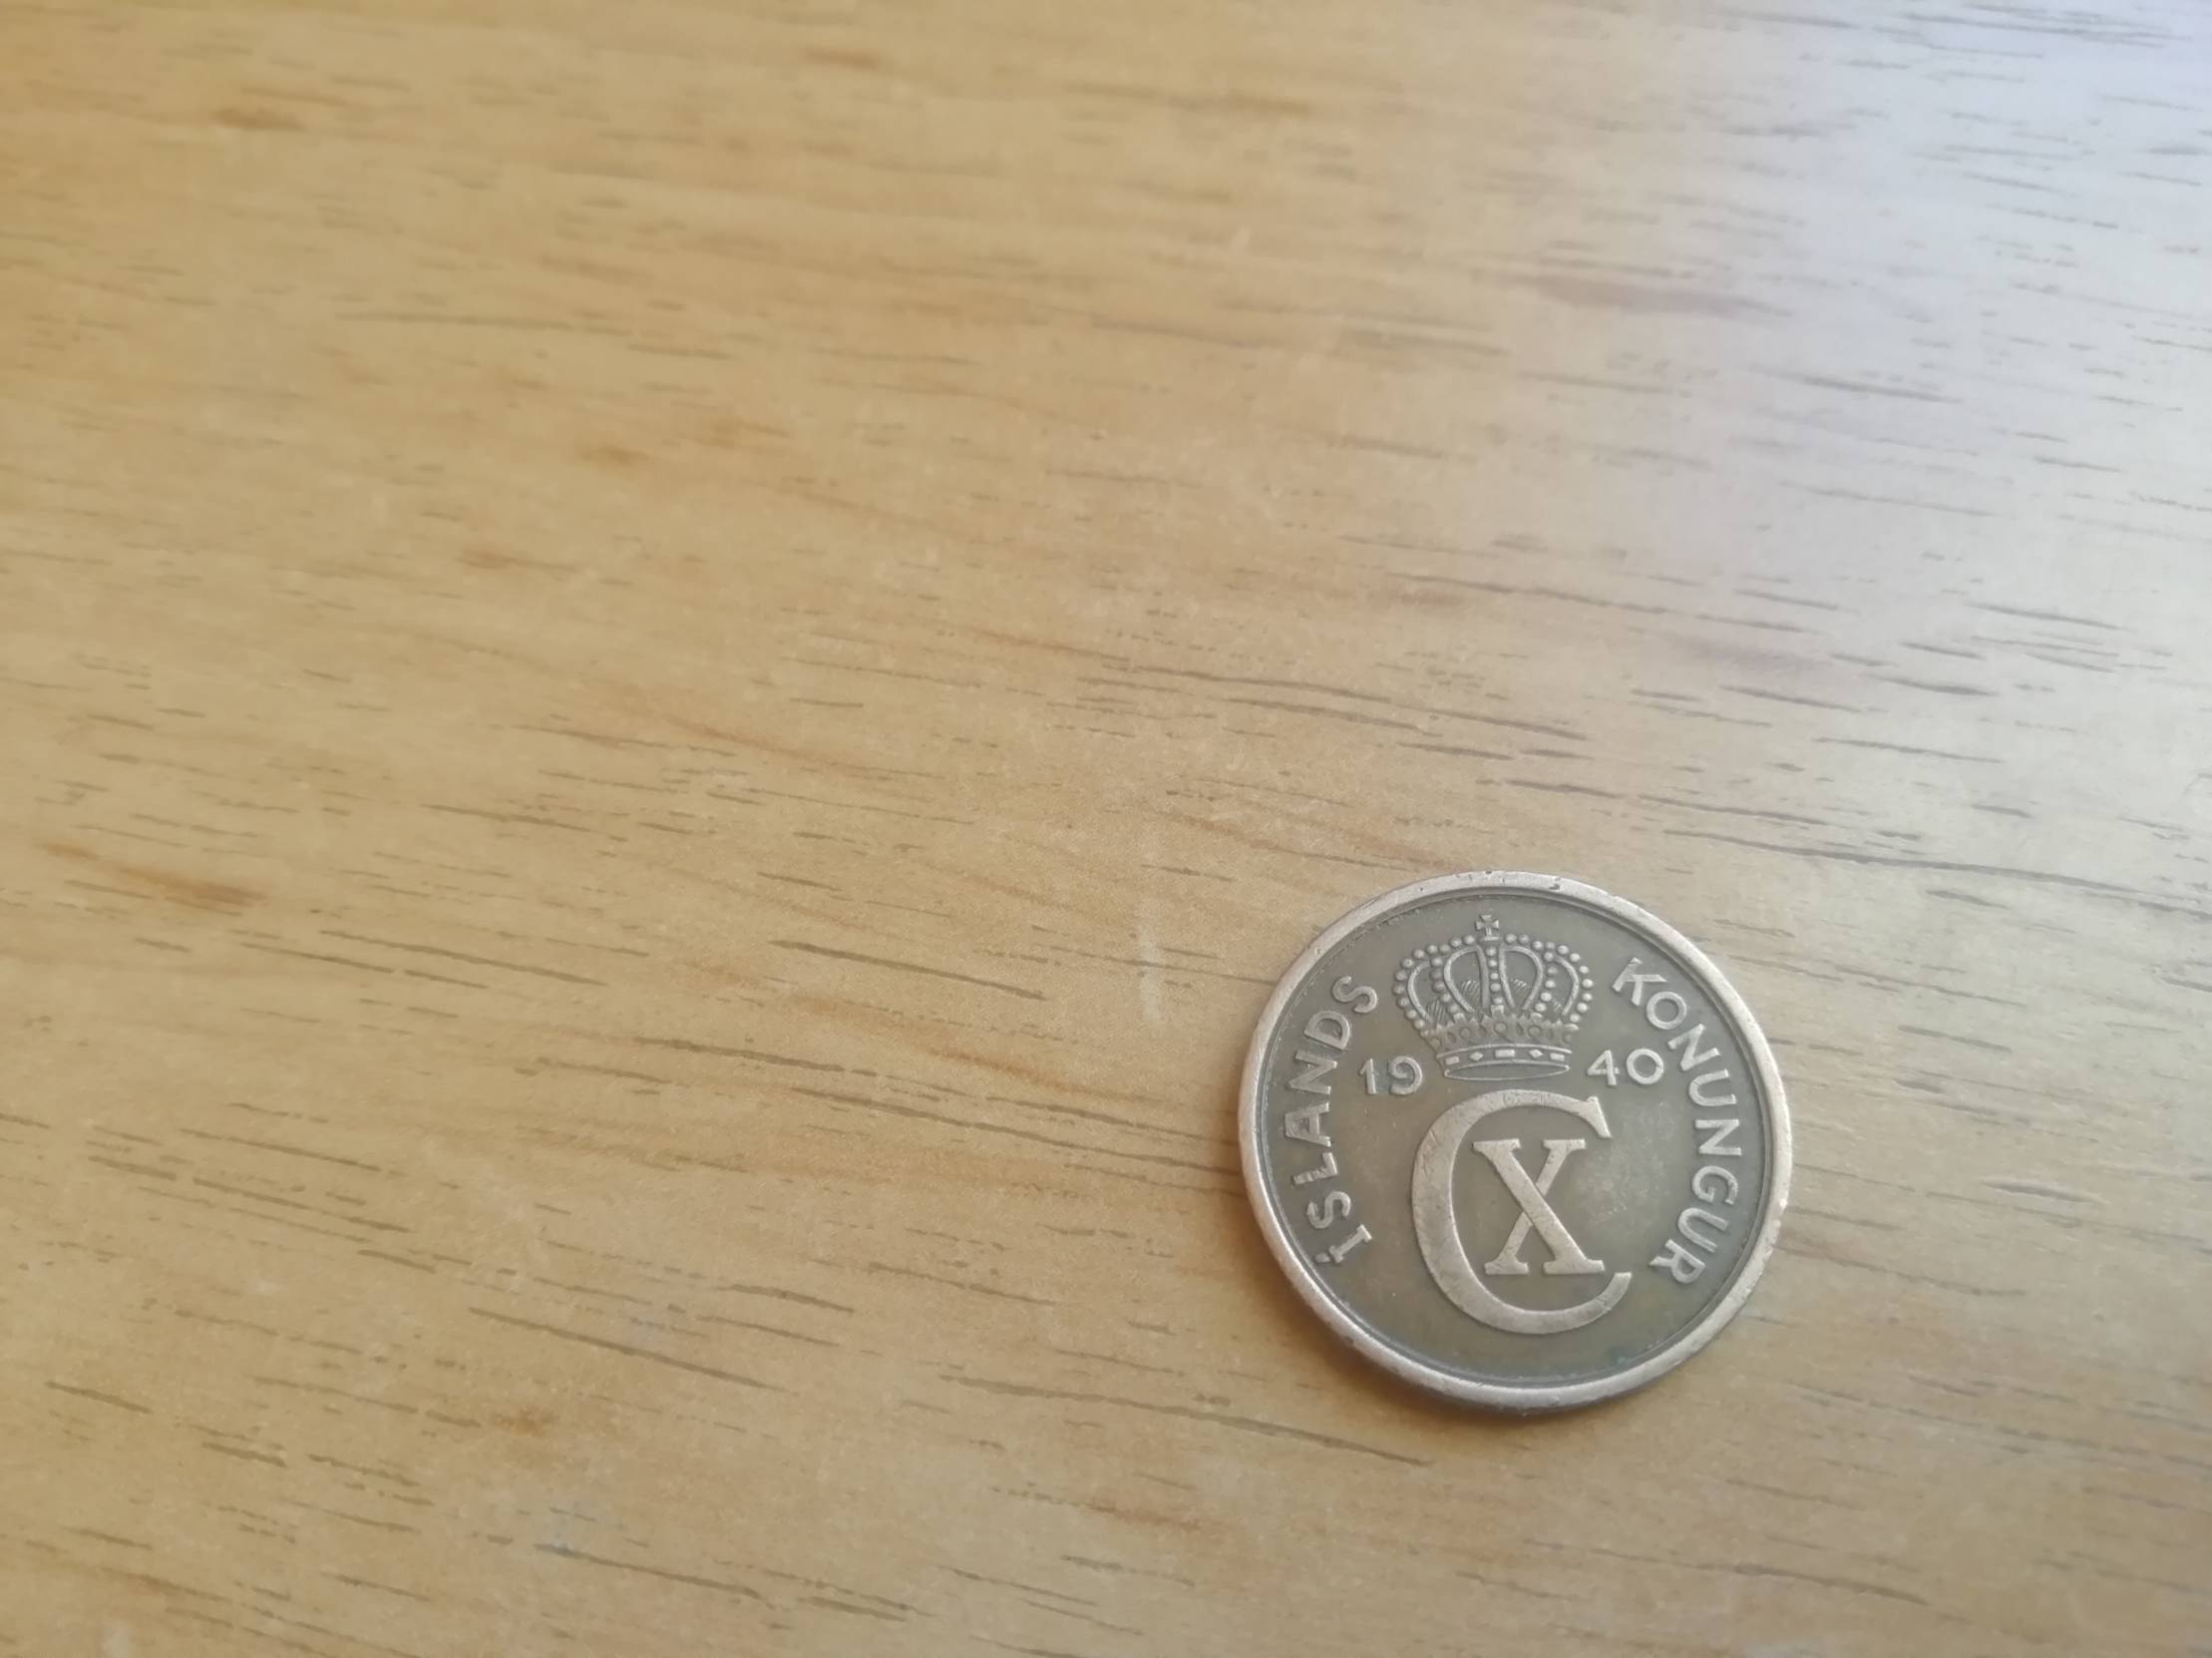 ÍSLANDS KONUNGUR
19 40
CX